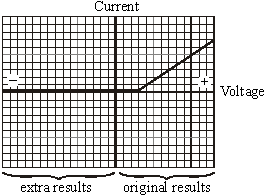 Current
− +
Voltage
extra results original results